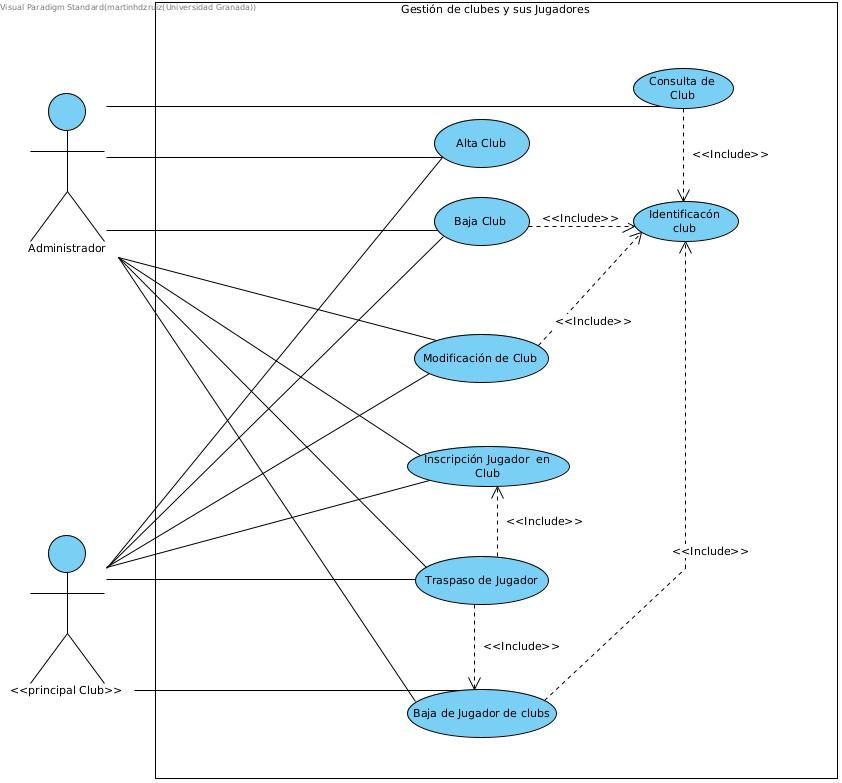 Visual Paradigm Standard(martinhdzruiz(Universidad Granada))
Gestión de clubes y sus Jugadores
Consulta de
Club
Alta Club
<<Include>>
Baja Club
<<Include>>
Identificacón
club
Administrador
<<Include>>
Modificación de Club
Inscripción Jugador en
Club
<<Include>>
<<Include>>
Traspaso de Jugador
<<Include>>
<<principal Club>>
Baja de Jugador de clubs